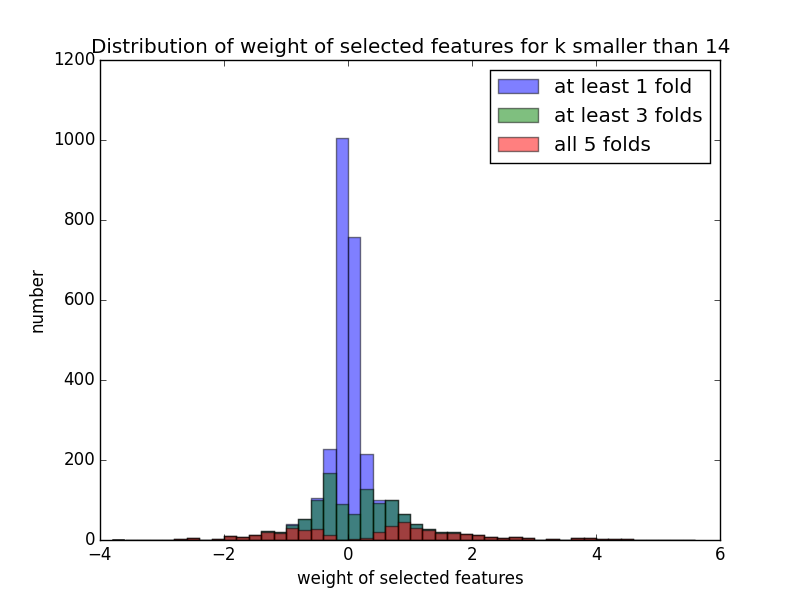 Distribution of weight of selected features for k smaller than 14
1200
1000
800
600
400
200
0
number
at least 1 fold
at least 3 folds
all 5 folds
−4 −2 0 2 4 6
weight of selected features